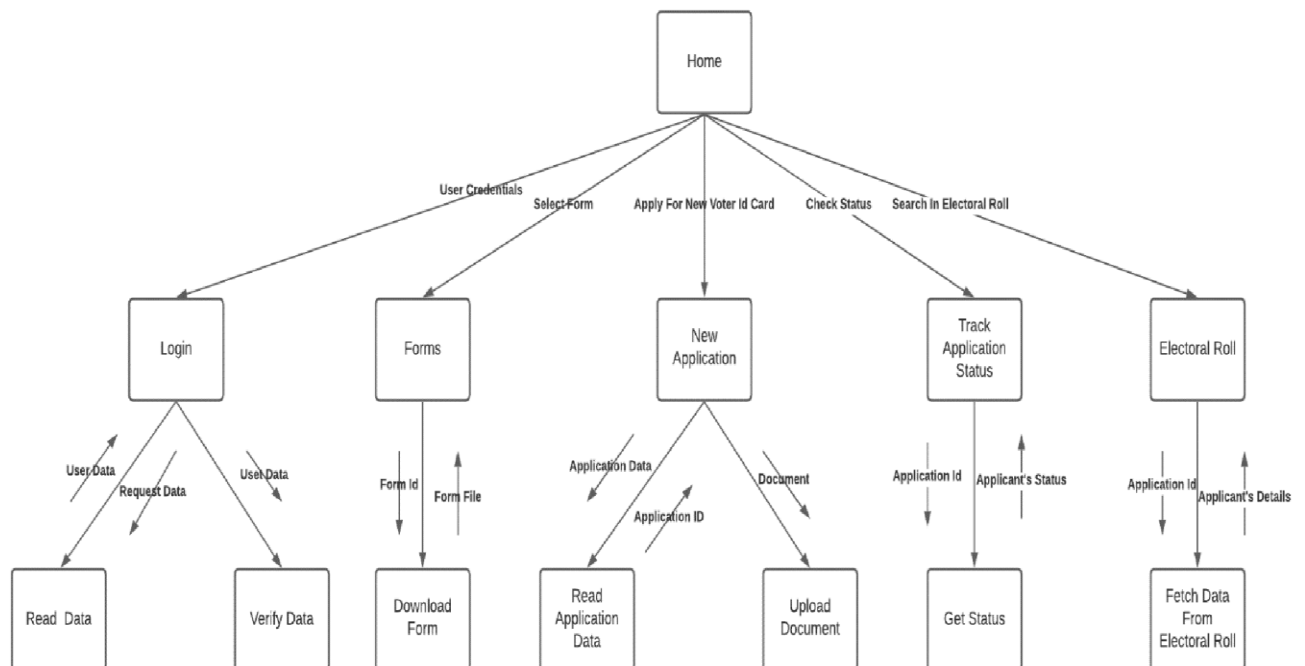 Home
User Credentials
Select Form
Apply For New Voter Id Card
Check Status
Search In Electoral Roll
Login
Forms
New
Application
Track
Application
Status
Electoral Roll
User Data
Request Data
Uset Data
Form Id
Form File
Application Data
Application ID
Document
Application Id
Applicant's Status
Application Id
Applicant's Details
Read Data
Verify Data
Download
Form
Read
Application
Data
Upload
Document
Get Status
Fetch Data
From
Electoral Roll